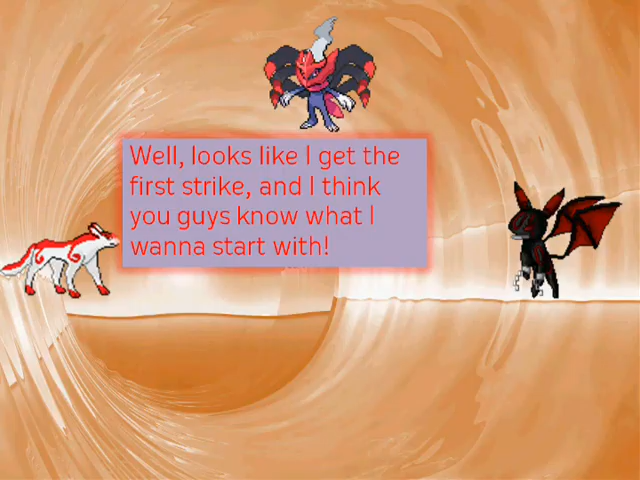 Well, looks like I get the
first strike, and I think
you guys know what I
wanna start with!